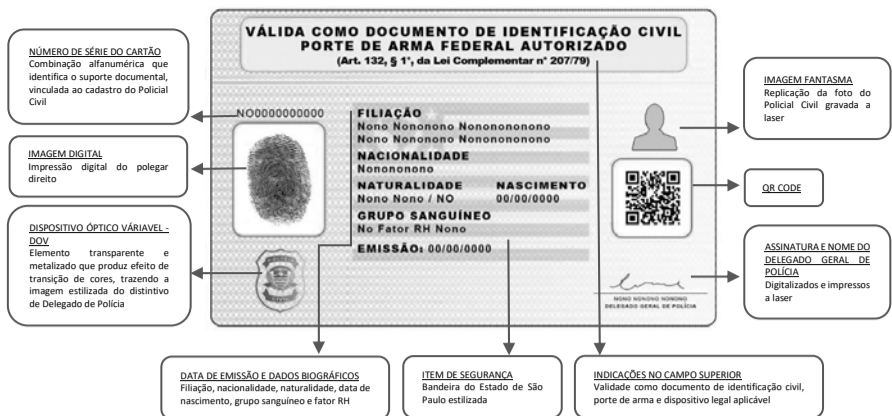 VÁLIDA COMO DOCUMENTO DE IDENTIFICAÇÃO CIVIL
PORTE DE ARMA FEDERAL AUTORIZADO
(Art. 132, § 1°, da Lei Complementar n° 207/79)
NÚMERO DE SÉRIE DO CARTÃO
Combinação alfanumérica que
identifica o suporte documental,
vinculada ao cadastro do Policial
Civil
IMAGEM DIGITAL
Impressão digital do polegar
direito
DISPOSITIVO ÓPTICO VÁRIAVEL -
DOV
Elemento transparente e
metalizado que produz efeito de
transição de cores, trazendo a
imagem estilizada do distintivo
de Delegado de Polícia
NO0000000000
FILIAÇÃO
Nono Nononono Nononononono
Nono Nononono Nononononono
NACIONALIDADE
Nonononono
NATURALIDADE NASCIMENTO
Nono Nono / NO 00/00/0000
GRUPO SANGUÍNEO
No Fator RH Nono
EMISSÃO: 00/00/0000
NONO NONONO NONONO
DELEGADO GERAL DE POLÍCIA
IMAGEM FANTASMA
Replicação da foto do
Policial Civil gravada a
laser
QR CODE
ASSINATURA E NOME DO
DELEGADO GERAL DE
POLÍCIA
Digitalizados e impressos
a laser
DATA DE EMISSÃO E DADOS BIOGRÁFICOS
Filiação, nacionalidade, naturalidade, data de
nascimento, grupo sanguíneo e fator RH
ITEM DE SEGURANÇA
Bandeira do Estado de São
Paulo estilizada
INDICAÇÕES NO CAMPO SUPERIOR
Validade como documento de identificação civil,
porte de arma e dispositivo legal aplicável